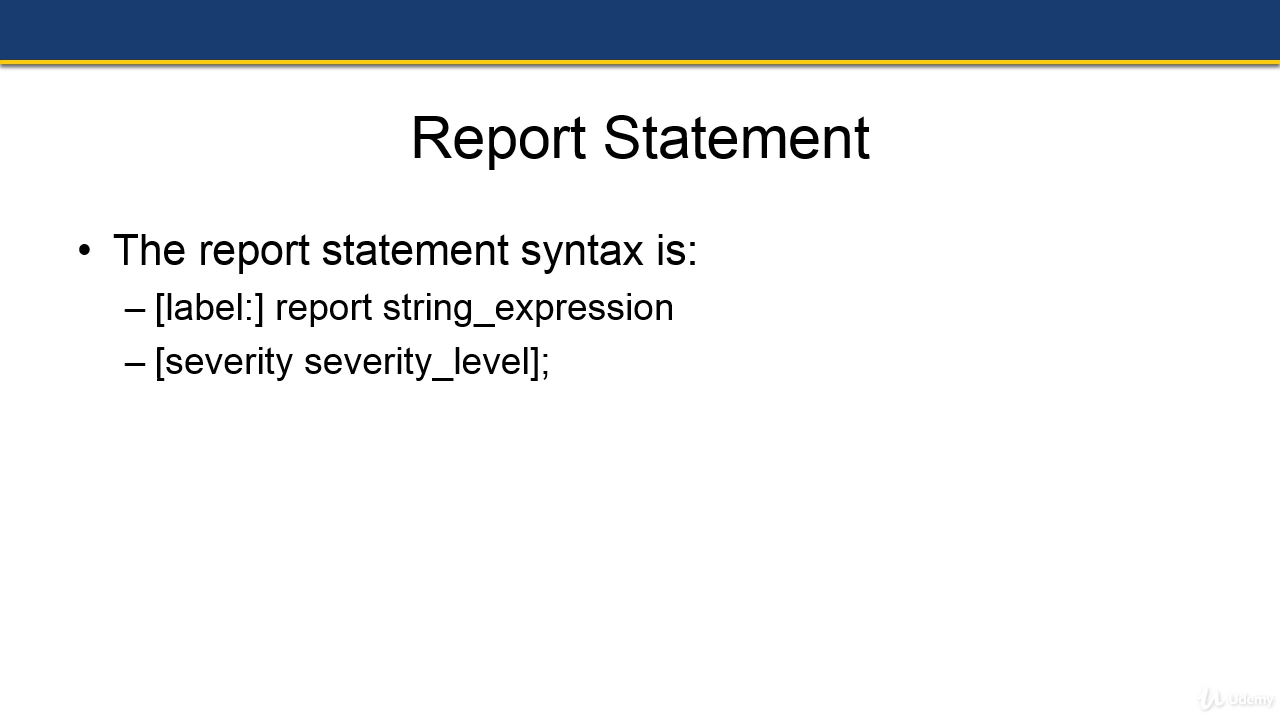 Report Statement
• The report statement syntax is:
– [label:] report string_expression
– [severity severity_level];
Udemy